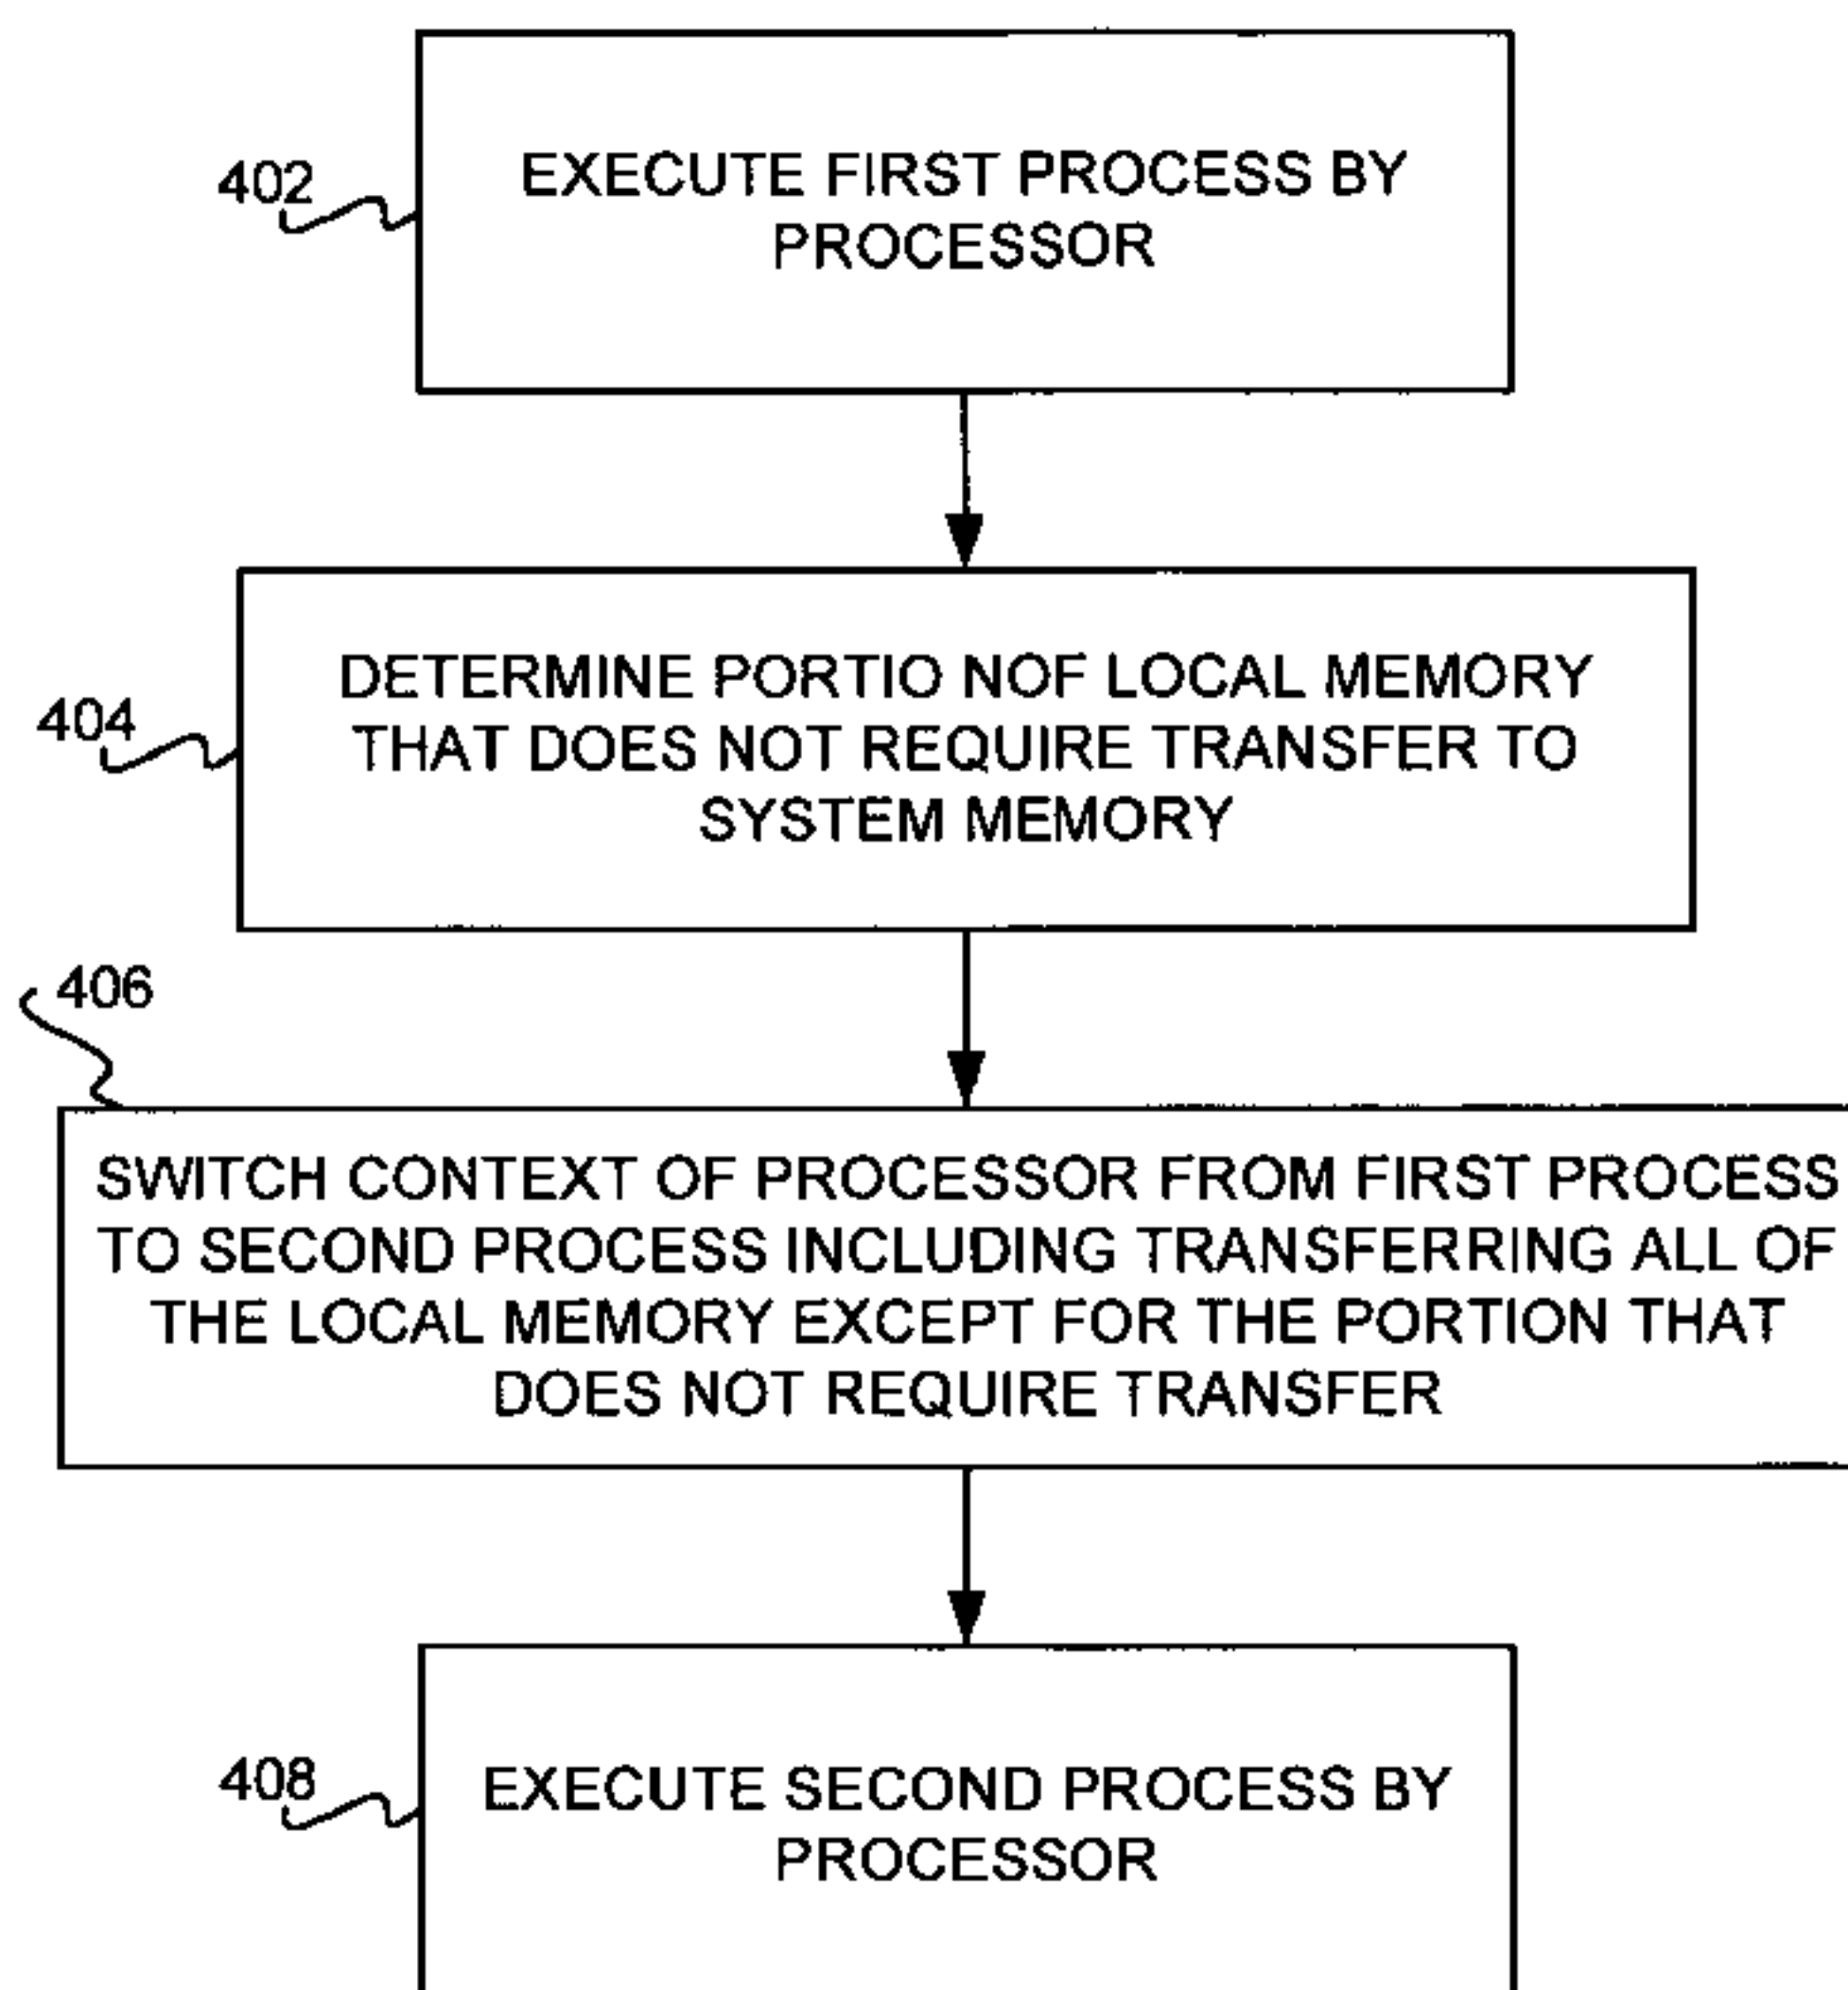 402
EXECUTE FIRST PROCESS BY
PROCESSOR
404
DETERMINE PORTIO NOF LOCAL MEMORY
THAT DOES NOT REQUIRE TRANSFER TO
SYSTEM MEMORY
406
SWITCH CONTEXT OF PROCESSOR FROM FIRST PROCESS
TO SECOND PROCESS INCLUDING TRANSFERRING ALL OF
THE LOCAL MEMORY EXCEPT FOR THE PORTION THAT
DOES NOT REQUIRE TRANSFER
408
EXECUTE SECOND PROCESS BY
PROCESSOR